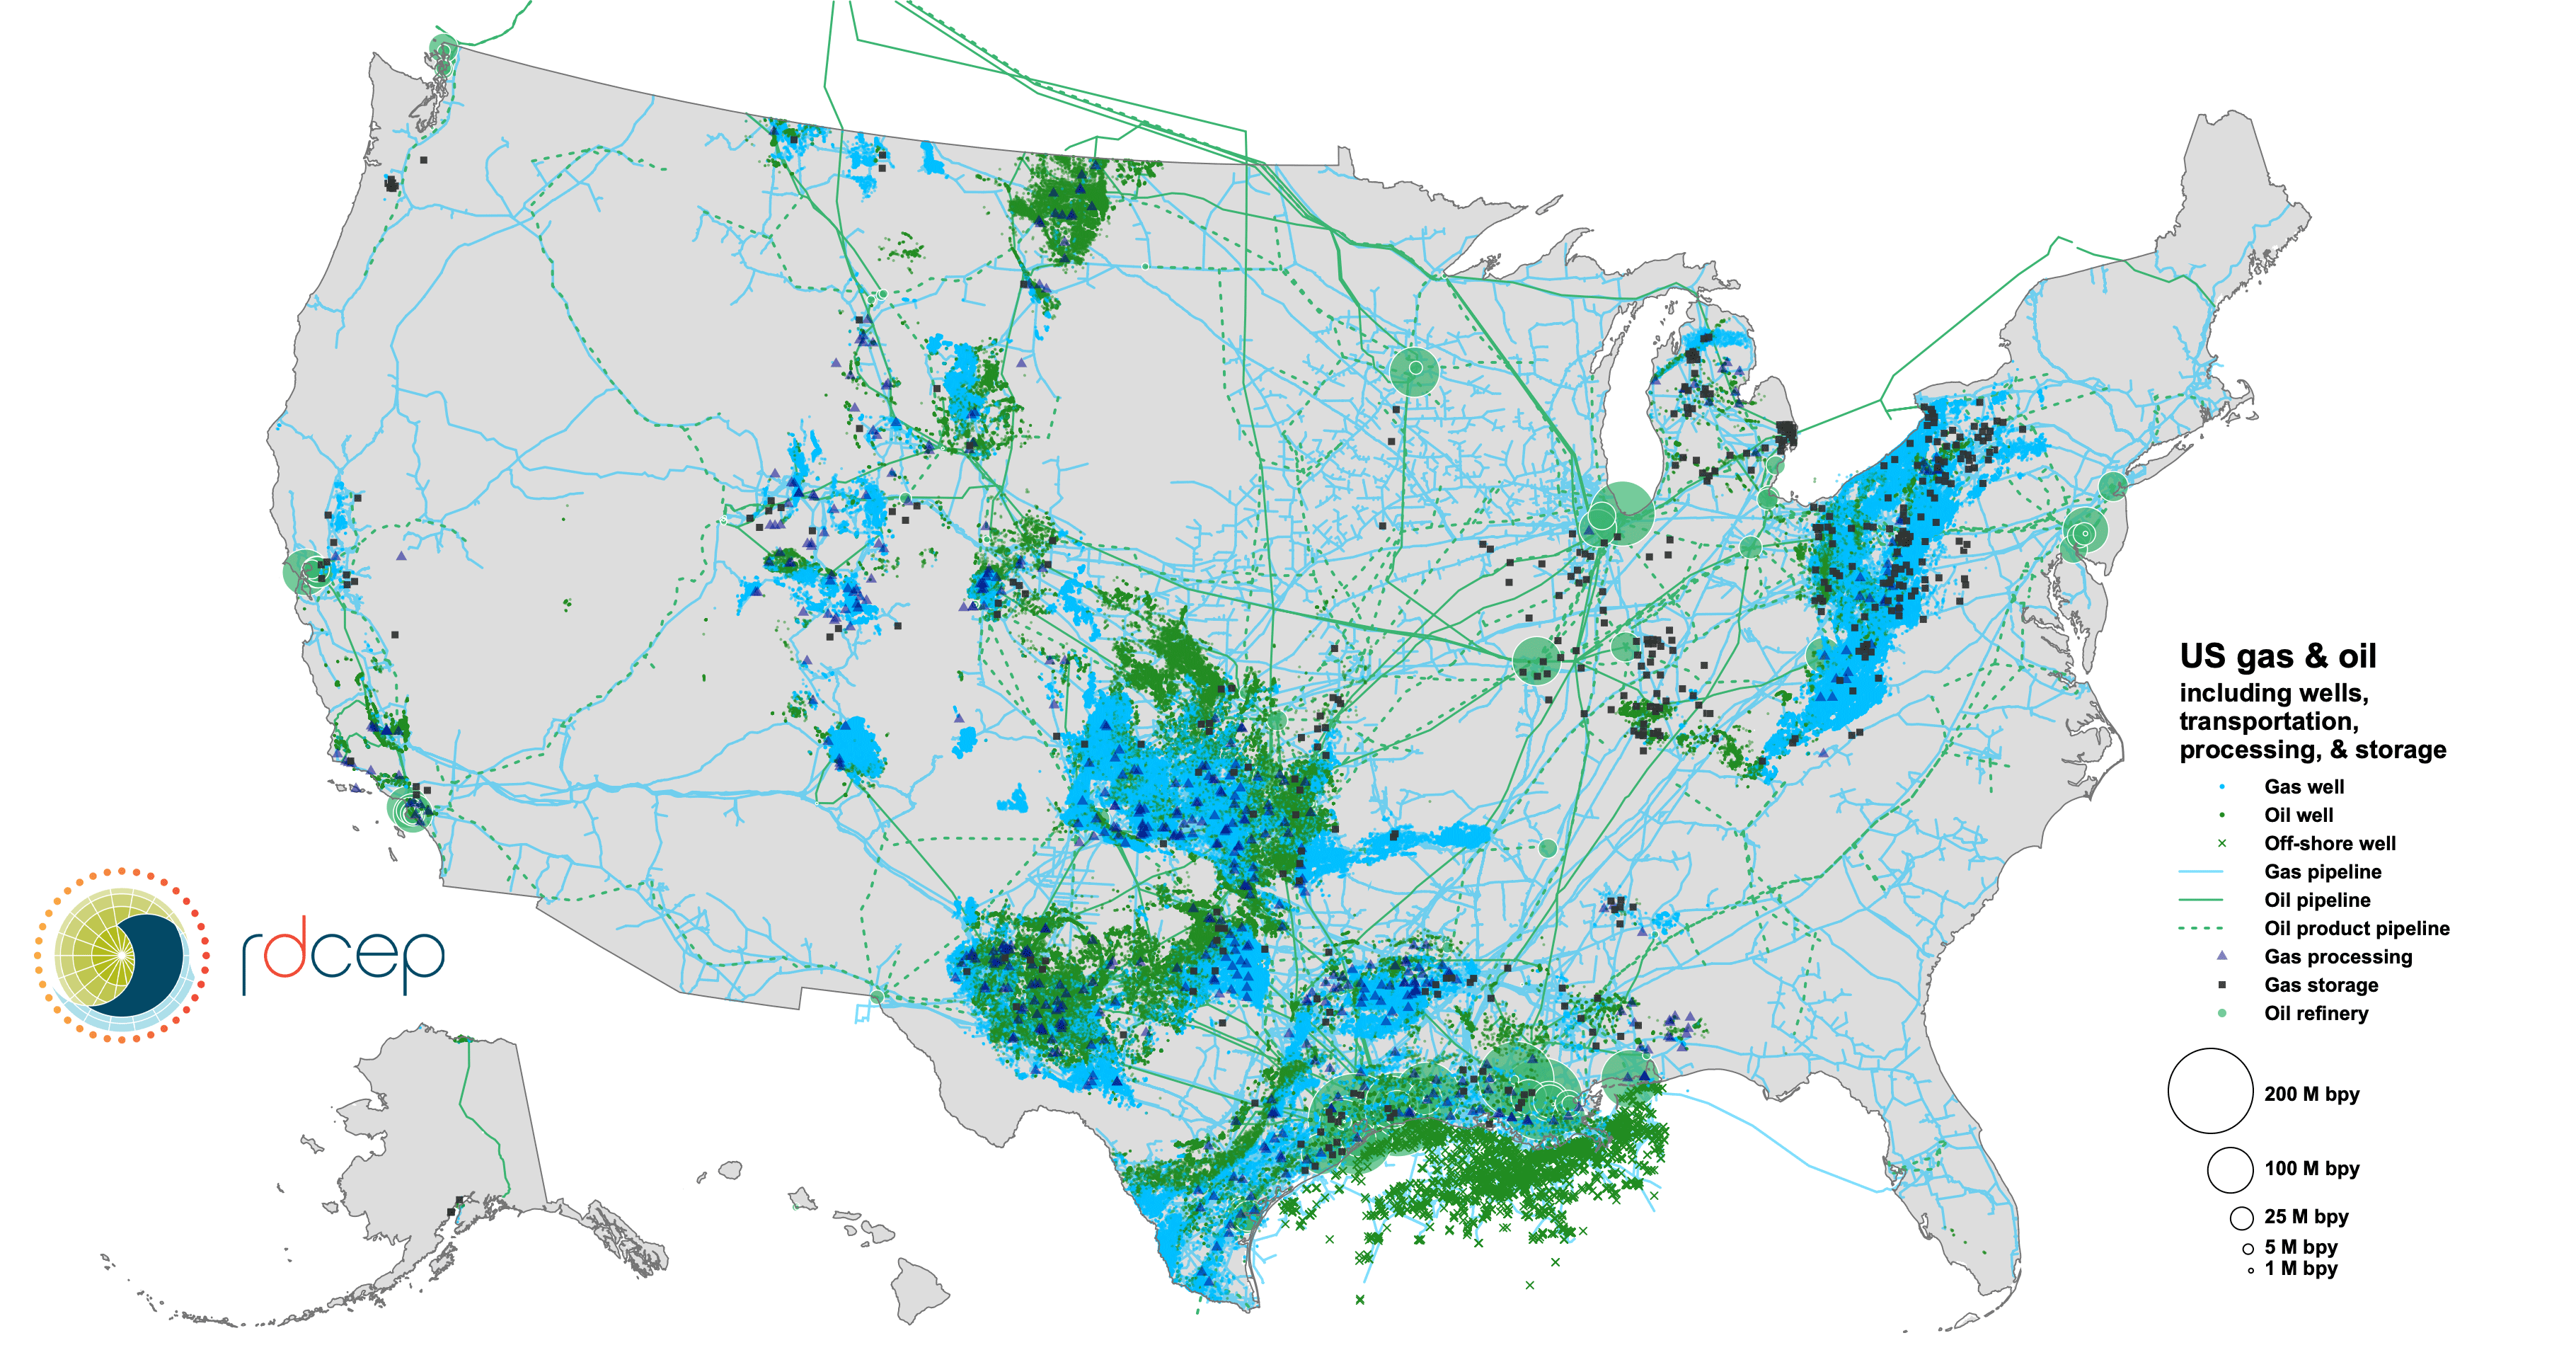 US gas & oil
including wells,
transportation,
processing, & storage
Gas well
Oil well
Off-shore well
Gas pipeline
Oil pipeline
Oil product pipeline
Gas processing
Gas storage
Oil refinery
200 M bpy
100 M bpy
25 M bpy
5 M bpy
1 M bpy
rdcep